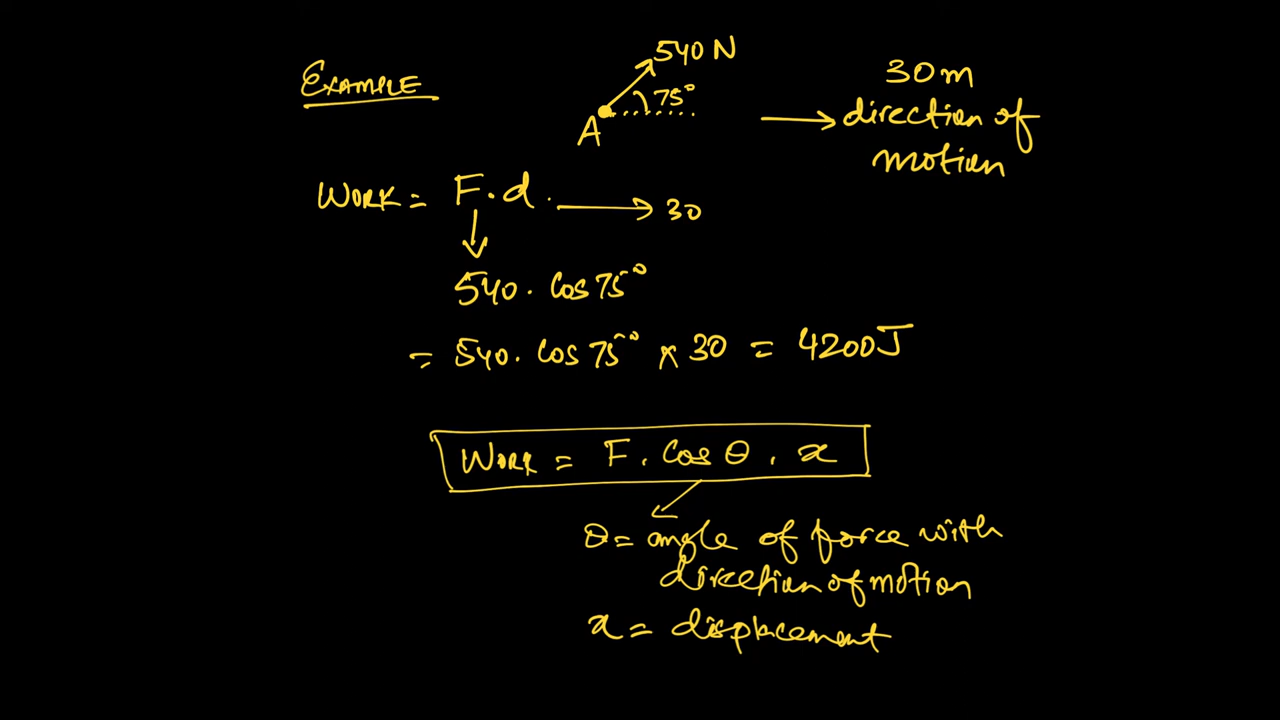 EXAMPLE
540 N
75°
A
30m
direction of
motion
WORK = F . d . → 30
540 . Cos 75°
= 540 . Cos 75° × 30 = 4200J
WORK = F . Cos θ . x
θ = angle of force with
direction of motion
x = displacement